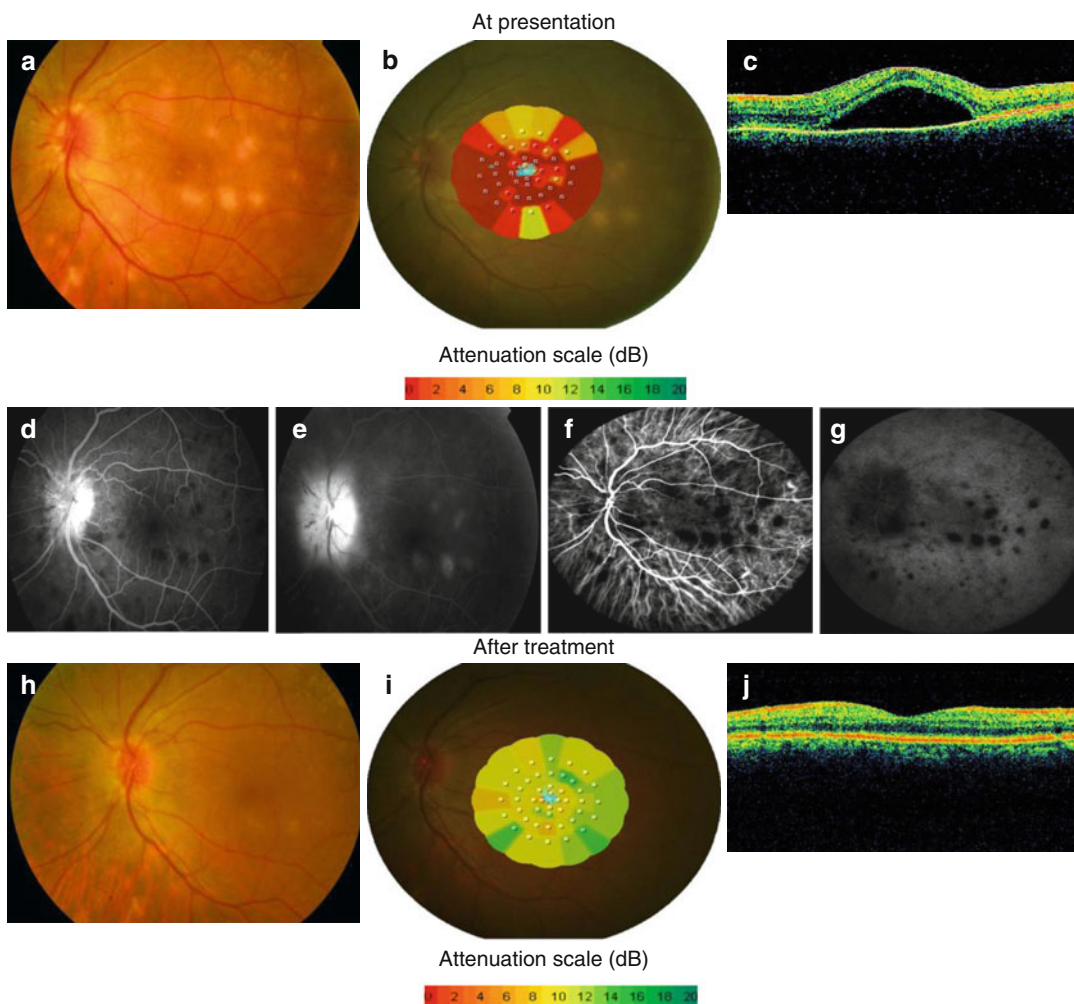 At presentation
a
b
c
Attenuation scale (dB)
0 2 4 6 8 10 12 14 16 18 20
d
e
f
g
After treatment
h
i
j
Attenuation scale (dB)
0 2 4 6 8 10 12 14 16 18 20